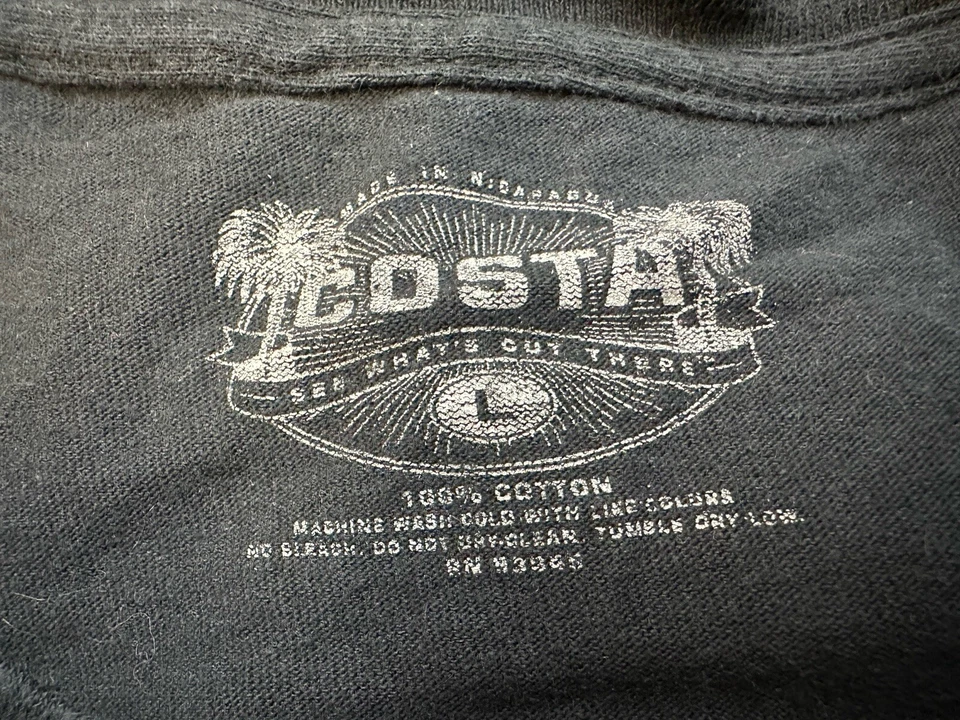 MADE IN NICARAGUA
COSTA
SEE WHAT'S OUT THERE
L
100% COTTON
MACHINE WASH COLD WITH LIKE COLORS
NO BLEACH. DO NOT DRY CLEAN. TUMBLE DRY LOW.
RN